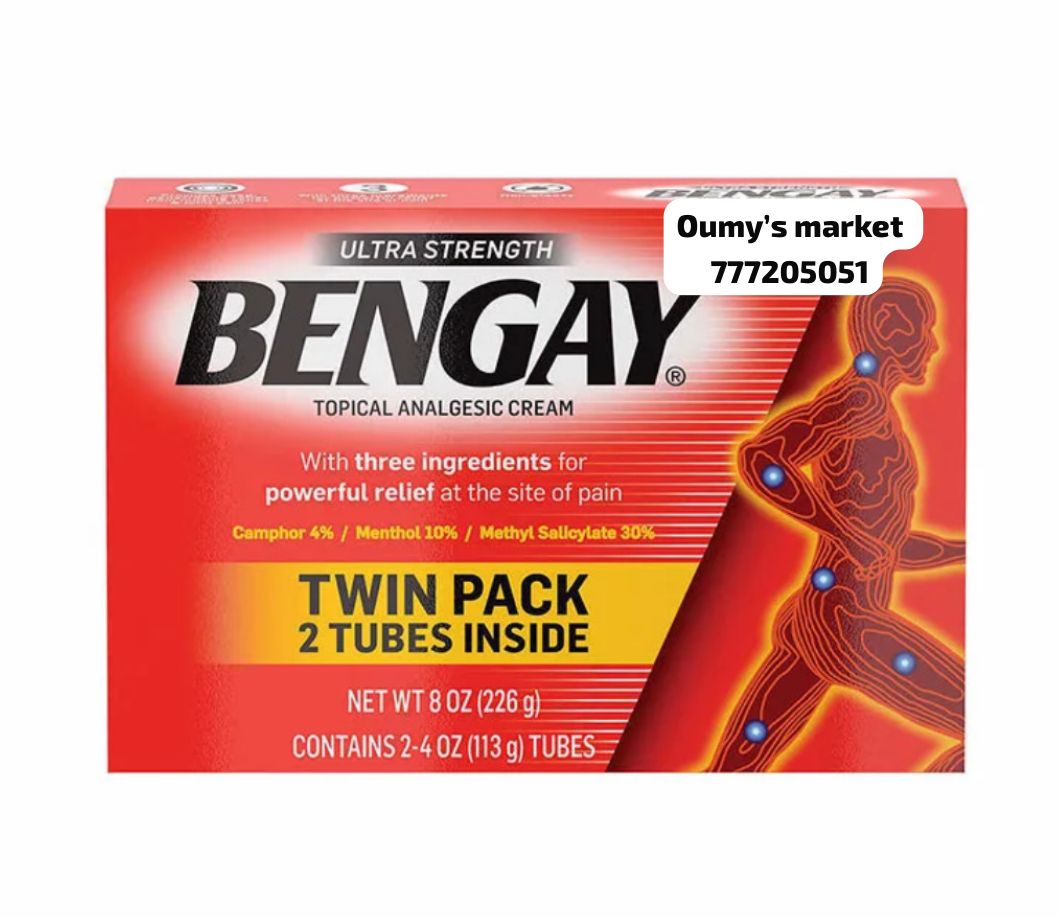 3
BENGAY
Oumy's market
777205051
ULTRA STRENGTH
BENGAY®
TOPICAL ANALGESIC CREAM
With three ingredients for
powerful relief at the site of pain
Camphor 4% / Menthol 10% / Methyl Salicylate 30%
TWIN PACK
2 TUBES INSIDE
NET WT 8 OZ (226 g)
CONTAINS 2-4 OZ (113 g) TUBES